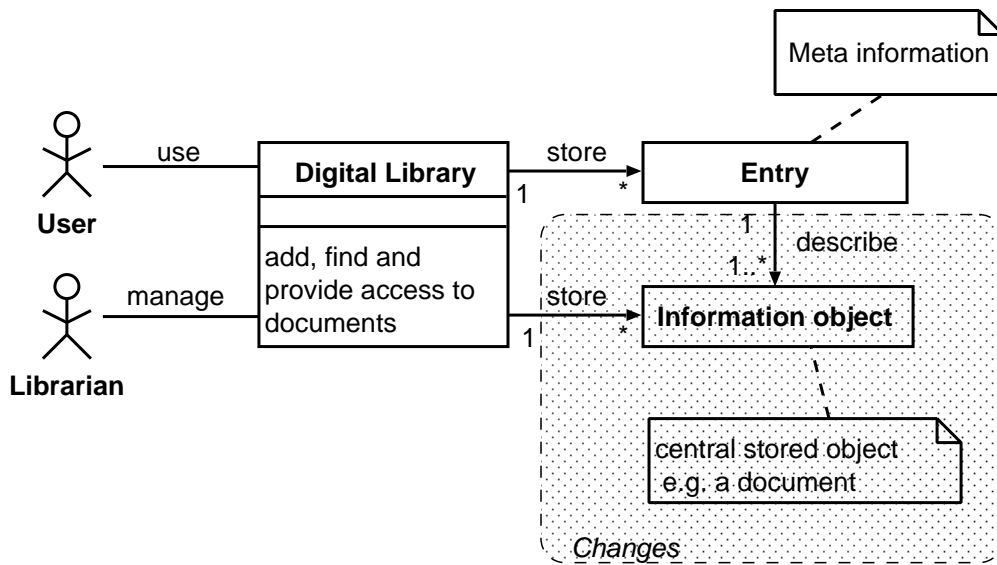 Meta information
use
Digital Library
store
1
*
Entry
User
add, find and
provide access to
documents
1
describe
1..*
manage
store
1
*
Information object
Librarian
central stored object
e.g. a document
Changes